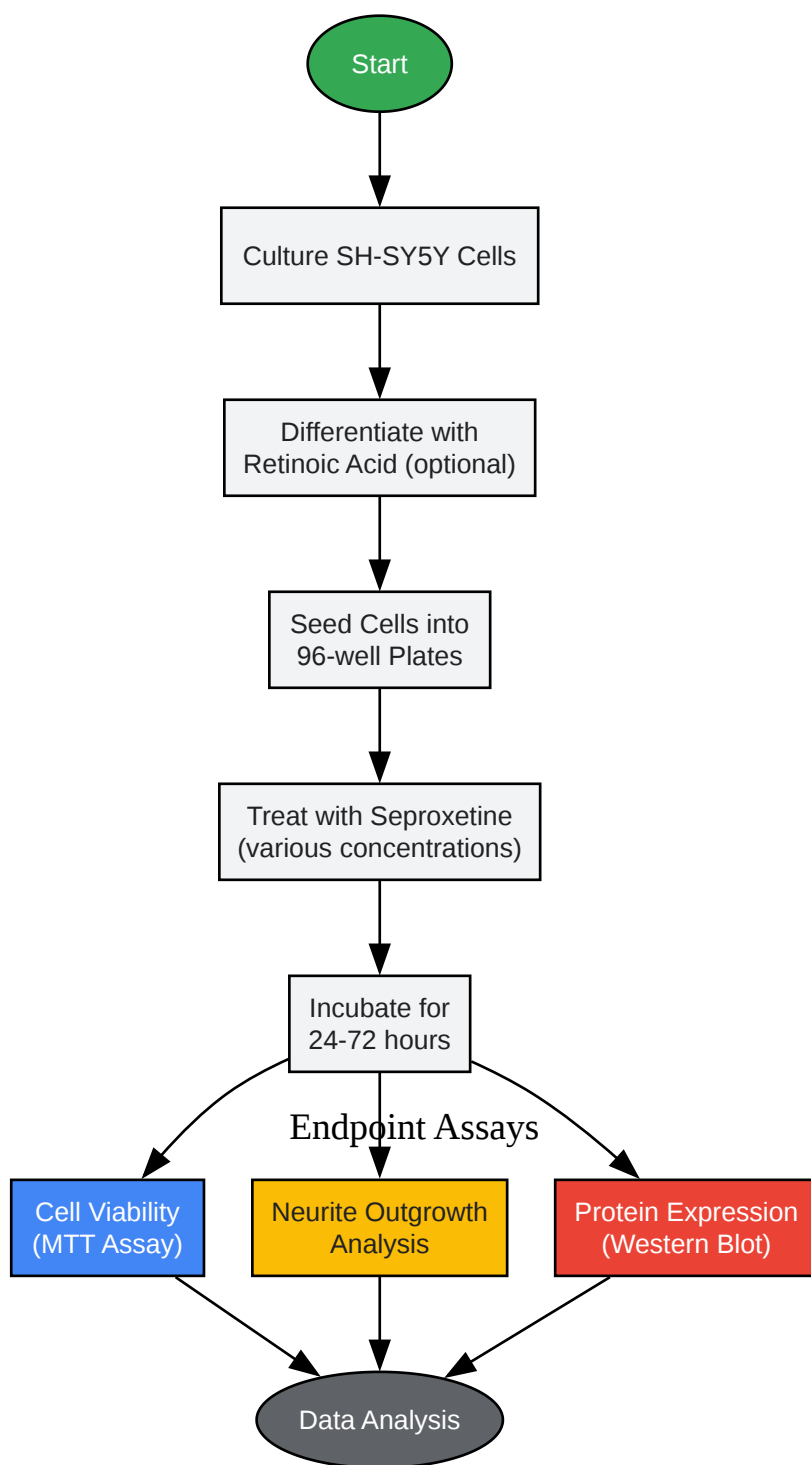 Start
Culture SH-SY5Y Cells
Differentiate with
Retinoic Acid (optional)
Seed Cells into
96-well Plates
Treat with Seproxetine
(various concentrations)
Incubate for
24-72 hours
Endpoint Assays
Cell Viability
(MTT Assay)
Neurite Outgrowth
Analysis
Protein Expression
(Western Blot)
Data Analysis